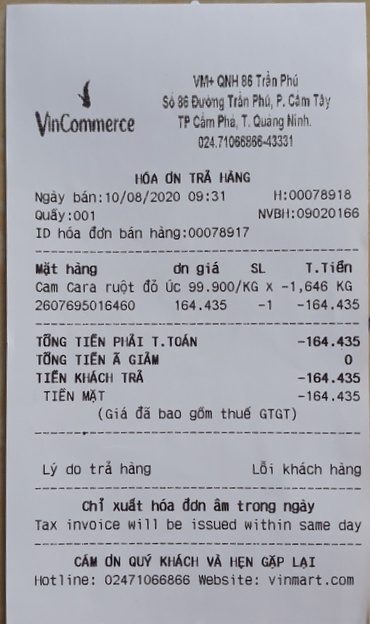 VinCommerce
VM+ QNH 86 Trần Phú
Số 86 Đường Trần Phú, P. Cẩm Tây
TP Cẩm Phả, T. Quảng Ninh.
024.71066866-43331
HÓA ƠN TRẢ HÀNG
Ngày bán:10/08/2020 09:31 H:00078918
Quầy:001 NVBH:09020166
ID hóa đơn bán hàng:00078917
Mặt hàng ơn giá SL T.Tiền
Cam Cara ruột đỏ úc 99.900/KG x -1,646 KG
2607695016460 164.435 -1 -164.435
TỔNG TIỀN PHẢI T.TOÁN -164.435
TỔNG TIỀN Ã GIẢM 0
TIỀN KHÁCH TRẢ -164.435
TIỀN MẶT -164.435
(Giá đã bao gồm thuế GTGT)
Lý do trả hàng Lỗi khách hàng
Chỉ xuất hóa đơn âm trong ngày
Tax invoice will be issued within same day
CẢM ƠN QUÝ KHÁCH VÀ HẸN GẶP LẠI
Hotline: 02471066866 Website: vinmart.com